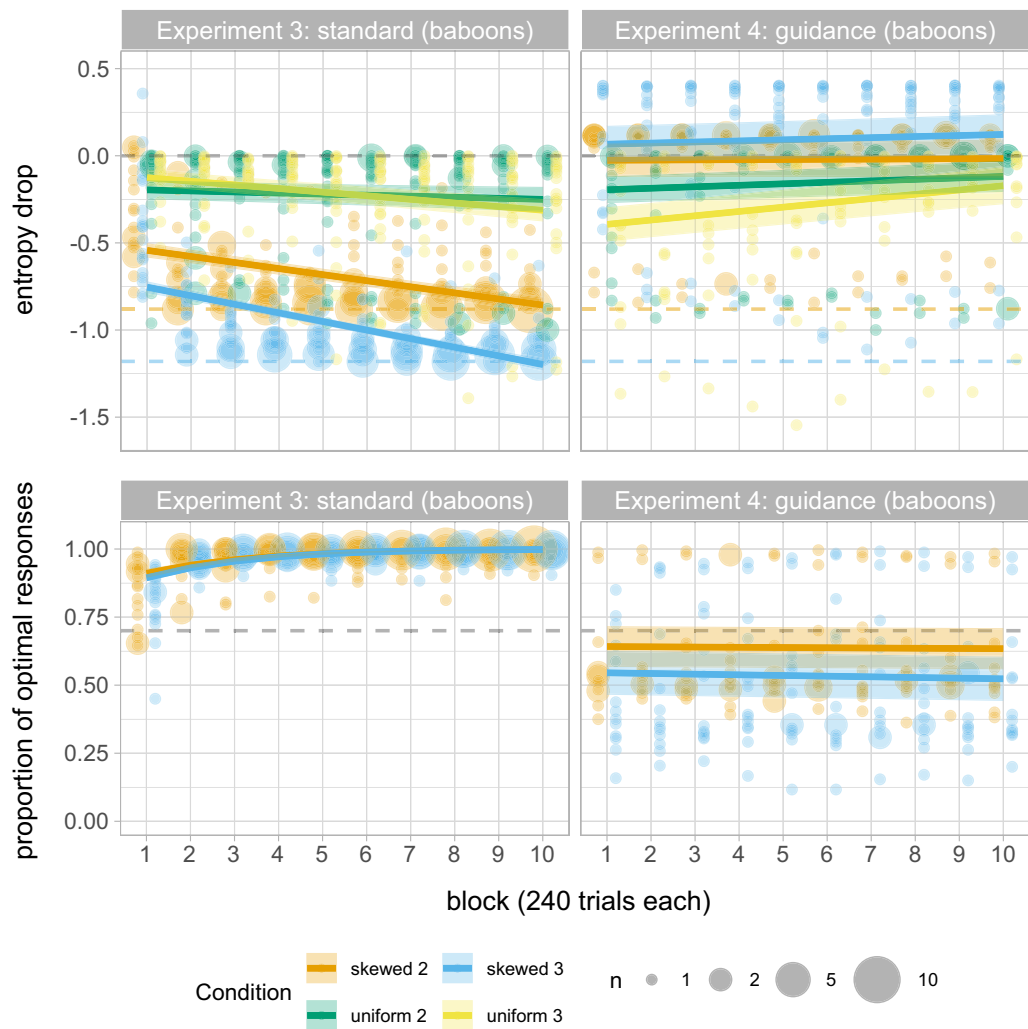 Experiment 3: standard (baboons) Experiment 4: guidance (baboons)
entropy drop
0.5
0.0
-0.5
-1.0
-1.5
Experiment 3: standard (baboons) Experiment 4: guidance (baboons)
proportion of optimal responses
1.00
0.75
0.50
0.25
0.00
1 2 3 4 5 6 7 8 9 10 1 2 3 4 5 6 7 8 9 10
block (240 trials each)
Condition
skewed 2 skewed 3
uniform 2 uniform 3
n 1 2 5 10